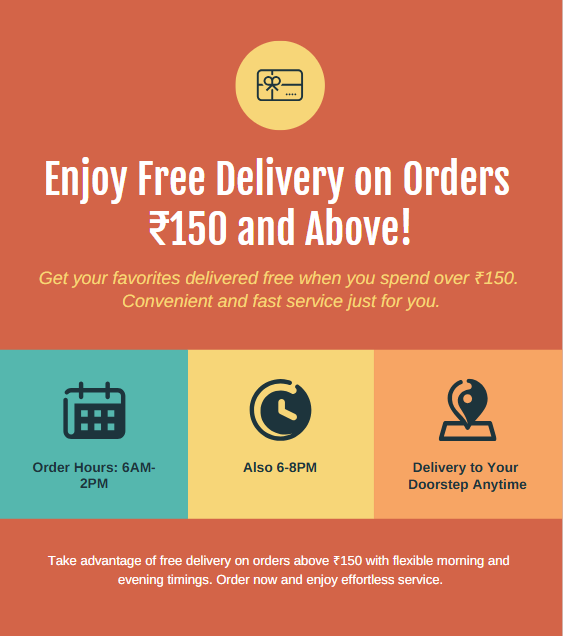 Enjoy Free Delivery on Orders
₹150 and Above!
Get your favorites delivered free when you spend over ₹150.
Convenient and fast service just for you.
Order Hours: 6AM-
2PM
Also 6-8PM
Delivery to Your
Doorstep Anytime
Take advantage of free delivery on orders above ₹150 with flexible morning and
evening timings. Order now and enjoy effortless service.